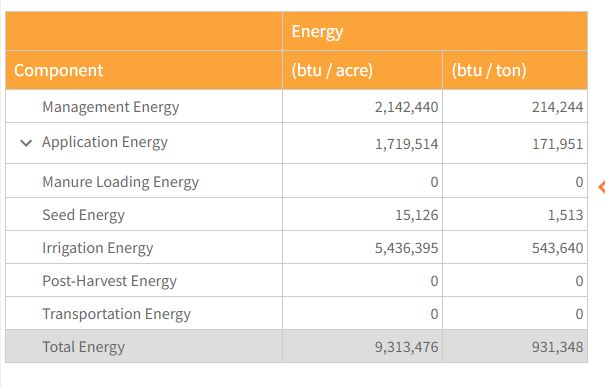 Energy
Component (btu / acre) (btu / ton)
Management Energy 2,142,440 214,244
Application Energy 1,719,514 171,951
Manure Loading Energy 0 0
Seed Energy 15,126 1,513
Irrigation Energy 5,436,395 543,640
Post-Harvest Energy 0 0
Transportation Energy 0 0
Total Energy 9,313,476 931,348